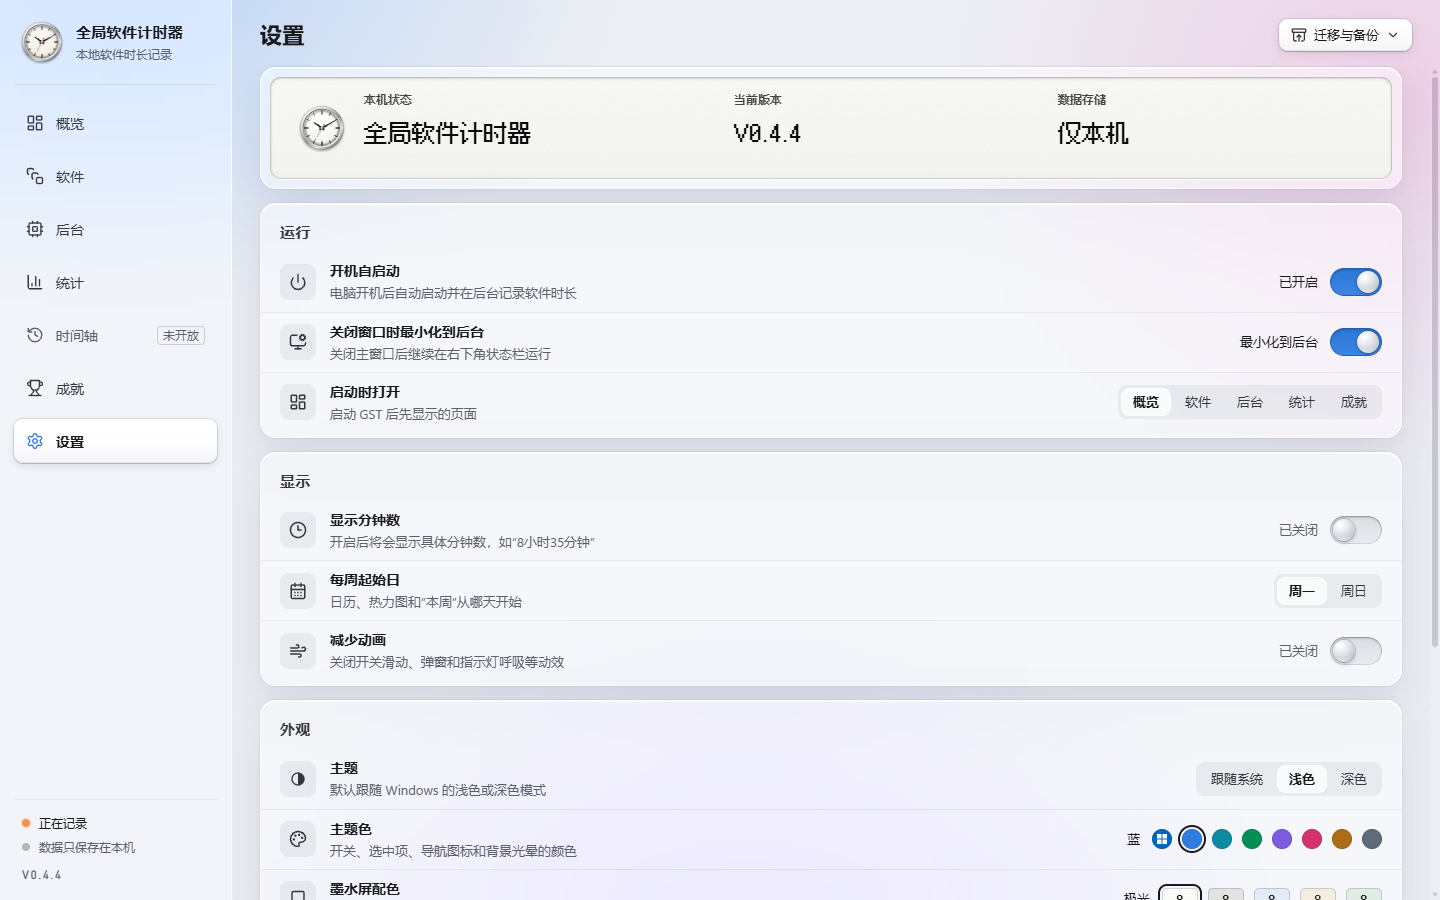 全局软件计时器
本地软件时长记录
概览
软件
后台
统计
时间轴 未开放
成就
设置
正在记录
数据只保存在本机
V0.4.4
设置
迁移与备份
本机状态
全局软件计时器
当前版本
V0.4.4
数据存储
仅本机
运行
开机自启动
电脑开机后自动启动并在后台记录软件时长
已开启
关闭窗口时最小化到后台
关闭主窗口后继续在右下角状态栏运行
最小化到后台
启动时打开
启动 GST 后先显示的页面
概览 软件 后台 统计 成就
显示
显示分钟数
开启后将会显示具体分钟数，如“8小时35分钟”
已关闭
每周起始日
日历、热力图和“本周”从哪天开始
周一 周日
减少动画
关闭开关滑动、弹窗和指示灯呼吸等动效
已关闭
外观
主题
默认跟随 Windows 的浅色或深色模式
跟随系统 浅色 深色
主题色
开关、选中项、导航图标和背景光晕的颜色
蓝
墨水屏配色
极光